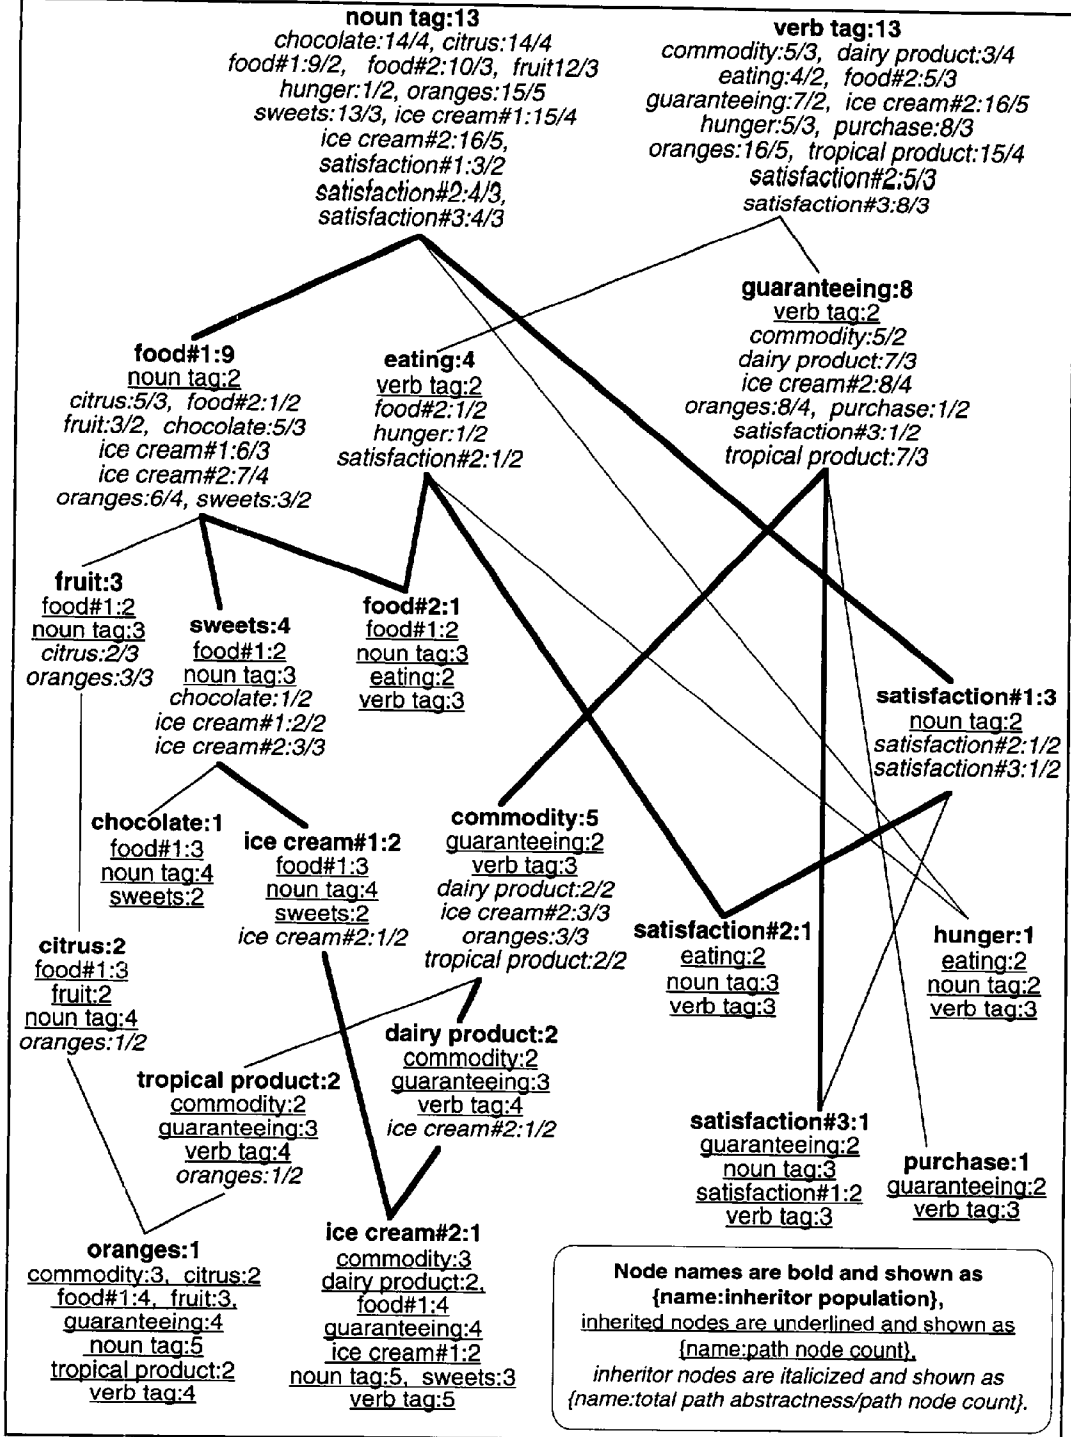 noun tag:13
chocolate:14/4, citrus:14/4
food#1:9/2, food#2:10/3, fruit12/3
hunger:1/2, oranges:15/5
sweets:13/3, ice cream#1:15/4
ice cream#2:16/5,
satisfaction#1:3/2
satisfaction#2:4/3,
satisfaction#3:4/3
verb tag:13
commodity:5/3, dairy product:3/4
eating:4/2, food#2:5/3
guaranteeing:7/2, ice cream#2:16/5
hunger:5/3, purchase:8/3
oranges:16/5, tropical product:15/4
satisfaction#2:5/3
satisfaction#3:8/3
guaranteeing:8
verb tag:2
commodity:5/2
dairy product:7/3
ice cream#2:8/4
oranges:8/4, purchase:1/2
satisfaction#3:1/2
tropical product:7/3
food#1:9
noun tag:2
citrus:5/3, food#2:1/2
fruit:3/2, chocolate:5/3
ice cream#1:6/3
ice cream#2:7/4
oranges:6/4, sweets:3/2
eating:4
verb tag:2
food#2:1/2
hunger:1/2
satisfaction#2:1/2
fruit:3
food#1:2
noun tag:3
citrus:2/3
oranges:3/3
sweets:4
food#1:2
noun tag:3
chocolate:1/2
ice cream#1:2/2
ice cream#2:3/3
food#2:1
food#1:2
noun tag:3
eating:2
verb tag:3
satisfaction#1:3
noun tag:2
satisfaction#2:1/2
satisfaction#3:1/2
chocolate:1
food#1:3
noun tag:4
sweets:2
ice cream#1:2
food#1:3
noun tag:4
sweets:2
ice cream#2:1/2
commodity:5
guaranteeing:2
verb tag:3
dairy product:2/2
ice cream#2:3/3
oranges:3/3
tropical product:2/2
satisfaction#2:1
eating:2
noun tag:3
verb tag:3
hunger:1
eating:2
noun tag:2
verb tag:3
citrus:2
food#1:3
fruit:2
noun tag:4
oranges:1/2
tropical product:2
commodity:2
guaranteeing:3
verb tag:4
oranges:1/2
dairy product:2
commodity:2
guaranteeing:3
verb tag:4
ice cream#2:1/2
satisfaction#3:1
guaranteeing:2
noun tag:3
satisfaction#1:2
verb tag:3
purchase:1
guaranteeing:2
verb tag:3
oranges:1
commodity:3, citrus:2
food#1:4, fruit:3,
guaranteeing:4
noun tag:5
tropical product:2
verb tag:4
ice cream#2:1
commodity:3
dairy product:2,
food#1:4
guaranteeing:4
ice cream#1:2
noun tag:5, sweets:3
verb tag:5
Node names are bold and shown as
{name:inheritor population},
inherited nodes are underlined and shown as
{name:path node count},
inheritor nodes are italicized and shown as
{name:total path abstractness/path node count}.